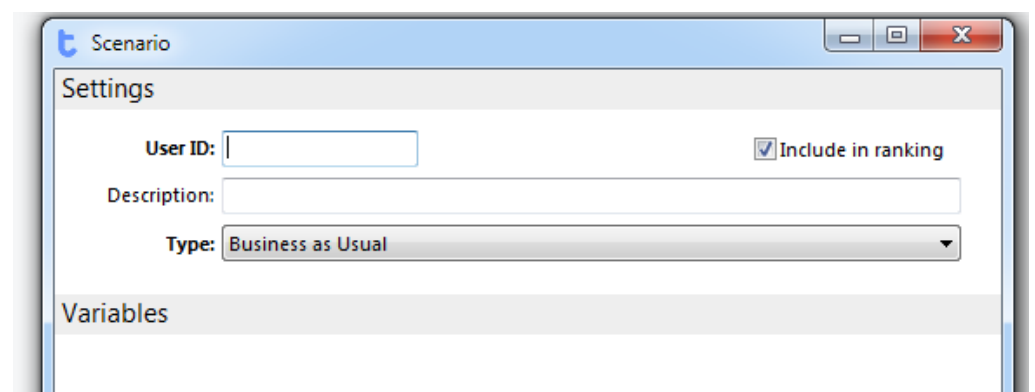 Scenario
Settings
User ID:
Include in ranking
Description:
Type: Business as Usual
Variables